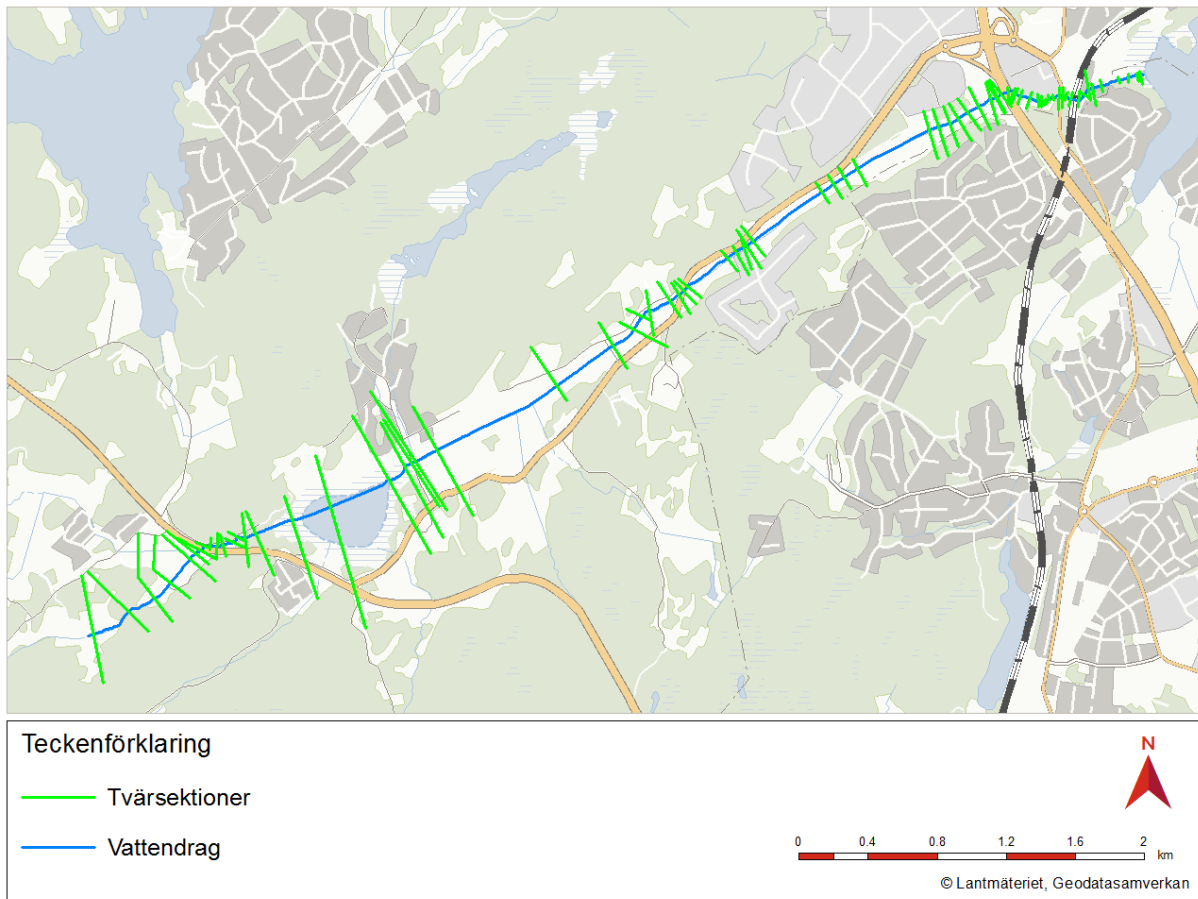 Teckenförklaring
Tvärsektioner
Vattendrag
N
0 0.4 0.8 1.2 1.6 2
km
© Lantmäteriet, Geodatasamverkan